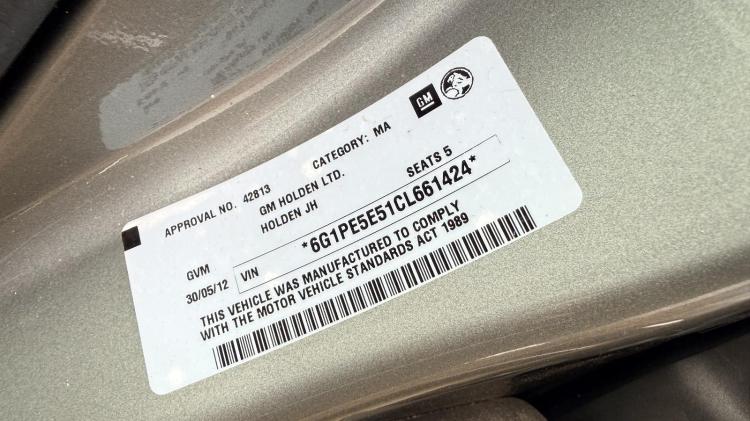 GM
APPROVAL NO. 42813 CATEGORY: MA
GM HOLDEN LTD.
HOLDEN JH SEATS 5
GVM
30/05/12 VIN *6G1PE5E51CL661424*
THIS VEHICLE WAS MANUFACTURED TO COMPLY
WITH THE MOTOR VEHICLE STANDARDS ACT 1989